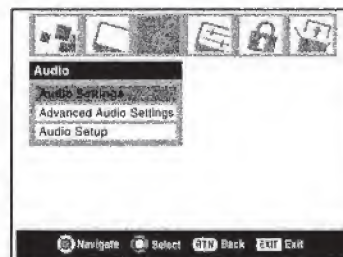 Audio
Audio Settings
Advanced Audio Settings
Audio Setup
Navigate Select RTN Back EXIT Exit